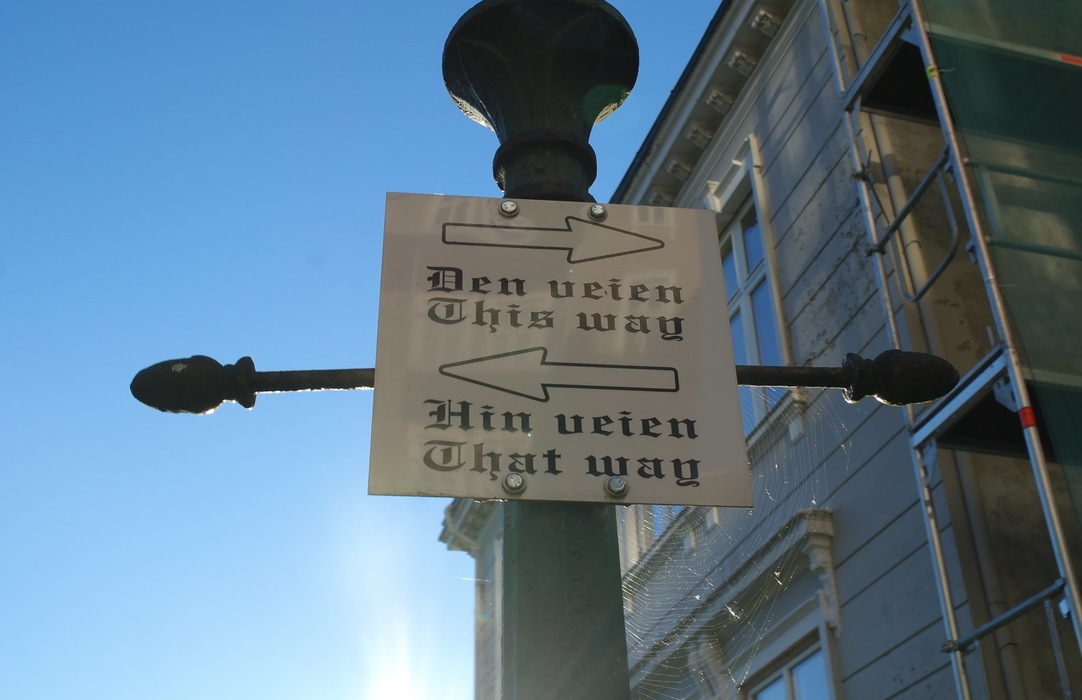 Den veien
This way
Hin veien
That way